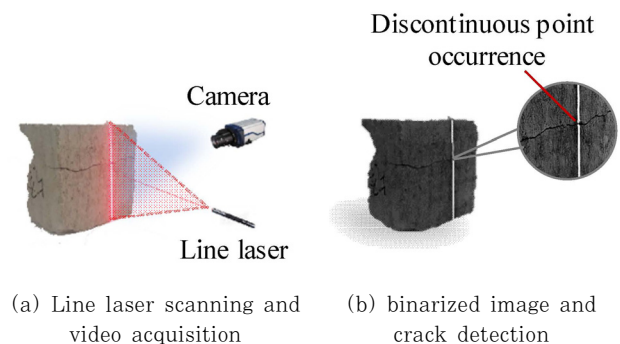 Discontinuous point
occurrence
Camera
Line laser
(a) Line laser scanning and
video acquisition
(b) binarized image and
crack detection